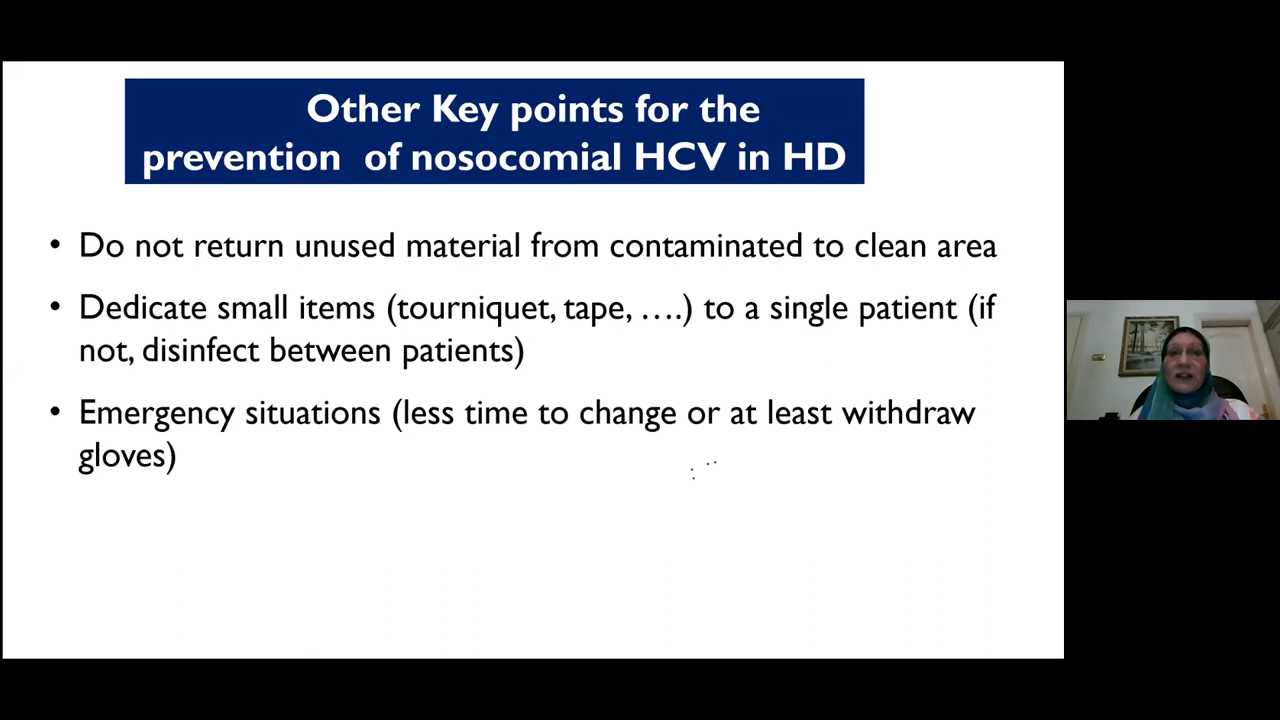 Other Key points for the
prevention of nosocomial HCV in HD
• Do not return unused material from contaminated to clean area
• Dedicate small items (tourniquet, tape, ….) to a single patient (if
not, disinfect between patients)
• Emergency situations (less time to change or at least withdraw
gloves)